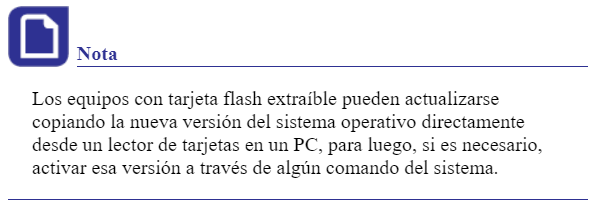 Nota
Los equipos con tarjeta flash extraíble pueden actualizarse
copiando la nueva versión del sistema operativo directamente
desde un lector de tarjetas en un PC, para luego, si es necesario,
activar esa versión a través de algún comando del sistema.